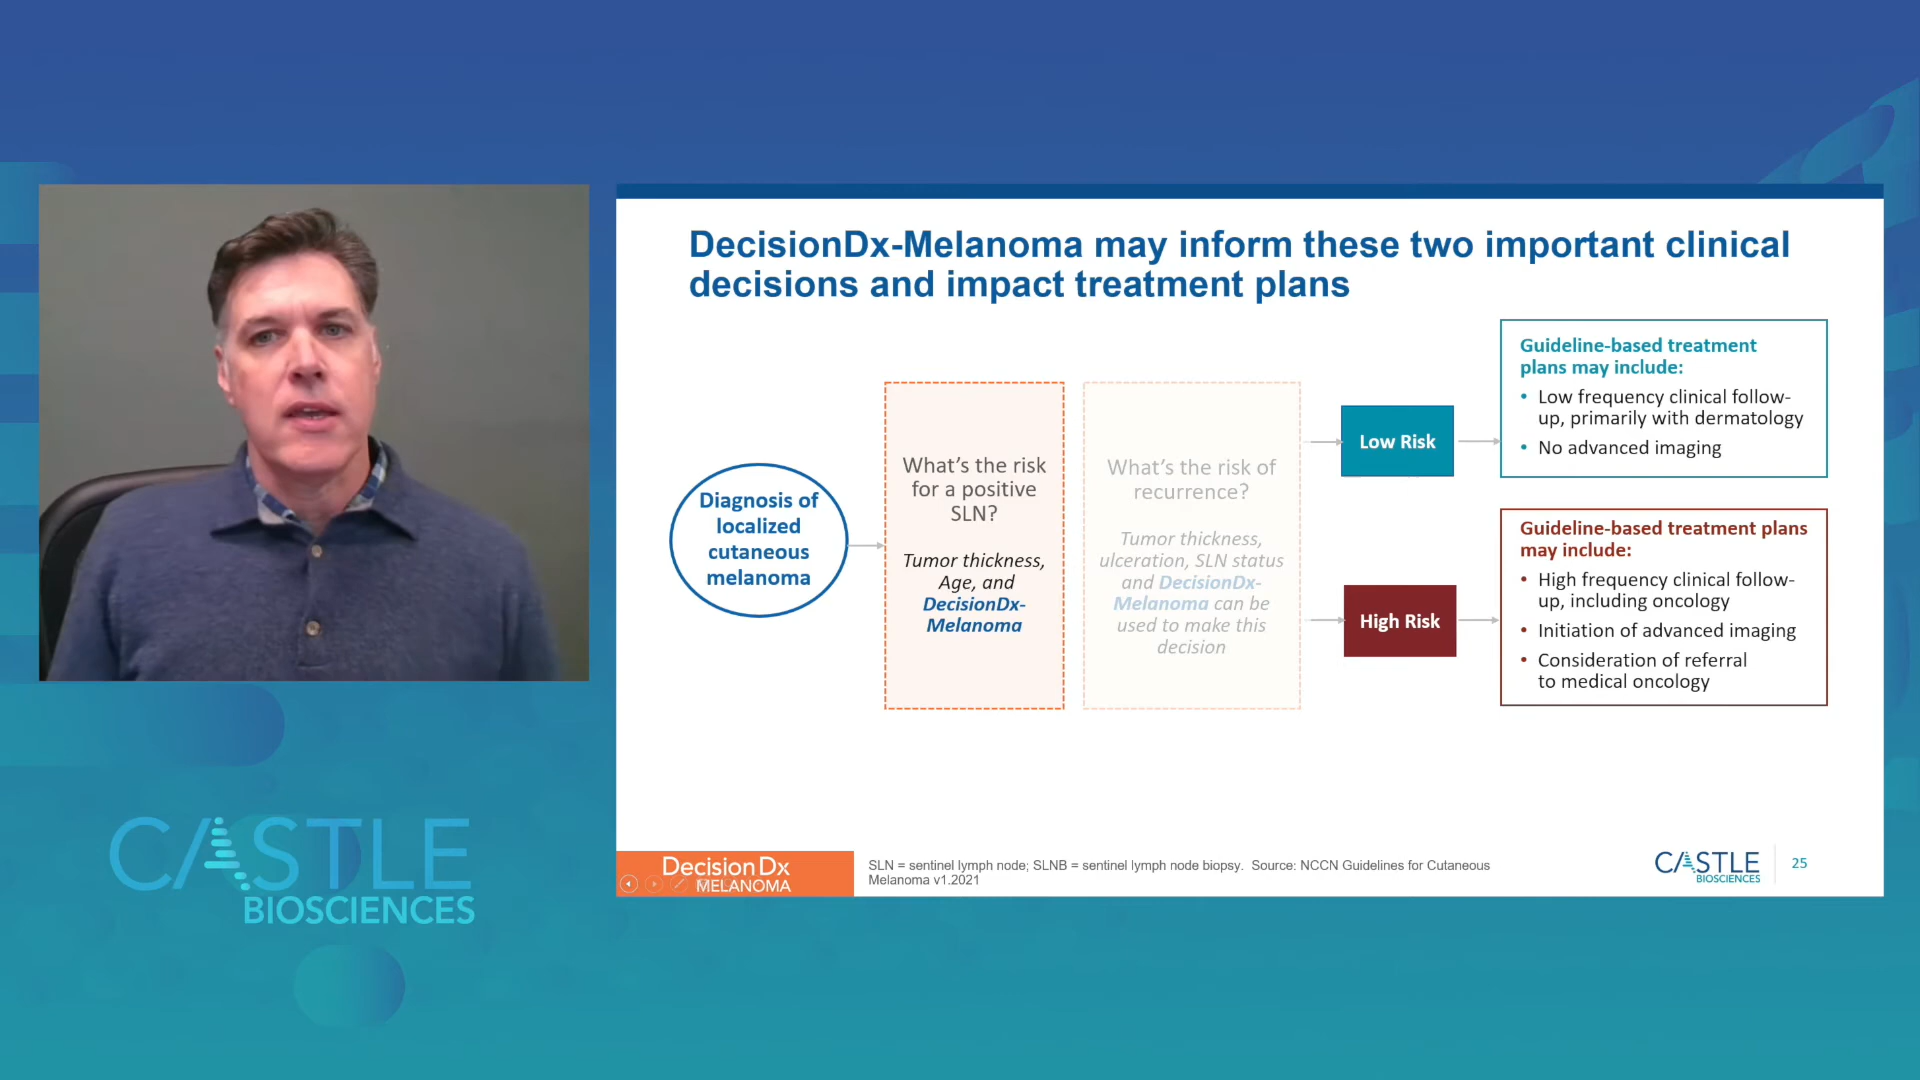 DecisionDx-Melanoma may inform these two important clinical
decisions and impact treatment plans
Diagnosis of
localized
cutaneous
melanoma
What's the risk
for a positive
SLN?
Tumor thickness,
Age, and
DecisionDx-
Melanoma
What's the risk of
recurrence?
Tumor thickness,
ulceration, SLN status
and DecisionDx-
Melanoma can be
used to make this
decision
Low Risk
Guideline-based treatment
plans may include:
• Low frequency clinical follow-
up, primarily with dermatology
• No advanced imaging
High Risk
Guideline-based treatment plans
may include:
• High frequency clinical follow-
up, including oncology
• Initiation of advanced imaging
• Consideration of referral
to medical oncology
DecisionDx
MELANOMA
SLN = sentinel lymph node; SLNB = sentinel lymph node biopsy. Source: NCCN Guidelines for Cutaneous
Melanoma v1.2021
CASTLE
BIOSCIENCES
25
CASTLE
BIOSCIENCES